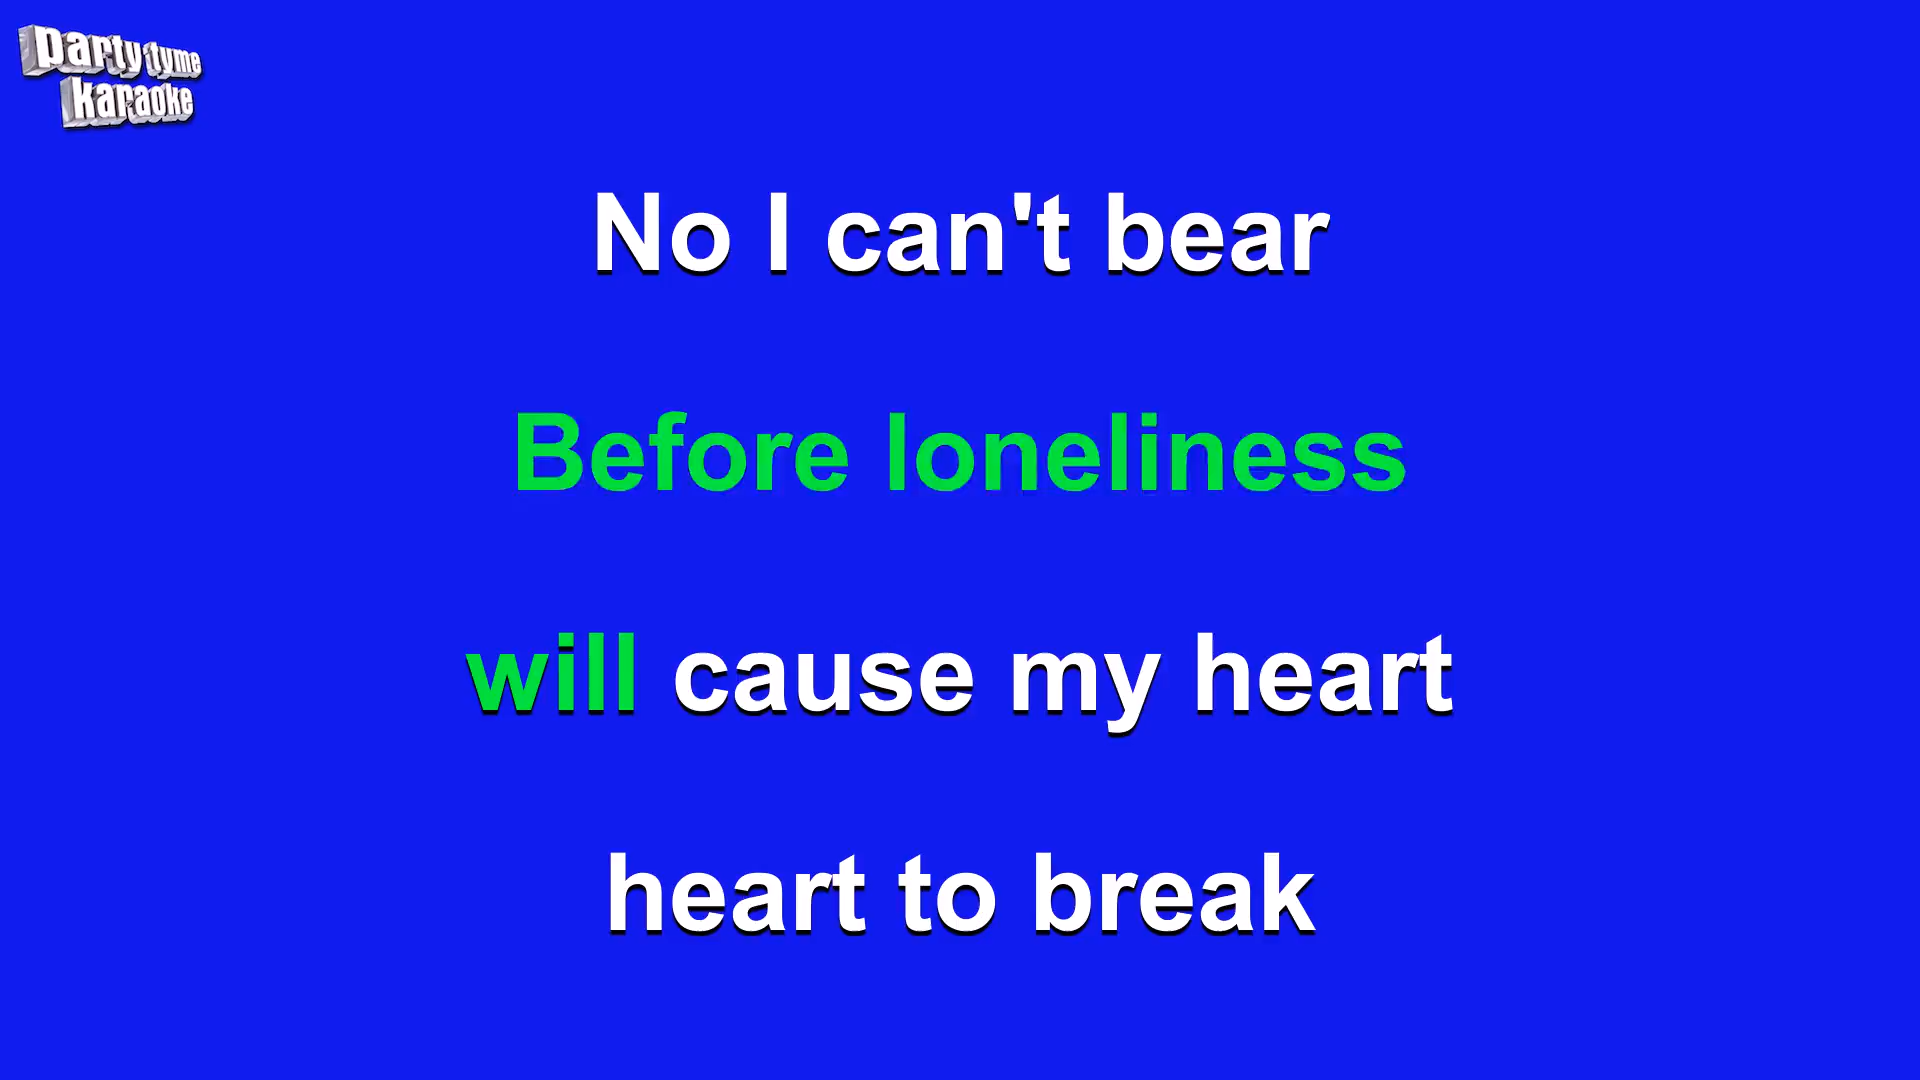 party tyme
karaoke
No I can't bear
Before loneliness
will cause my heart
heart to break